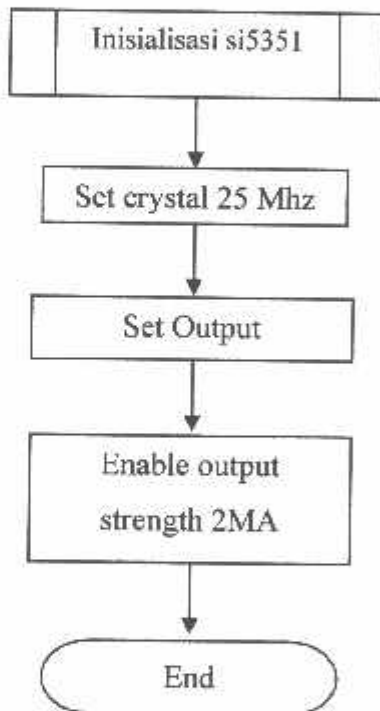 Inisialisasi si5351
Set crystal 25 Mhz
Set Output
Enable output
strength 2MA
End